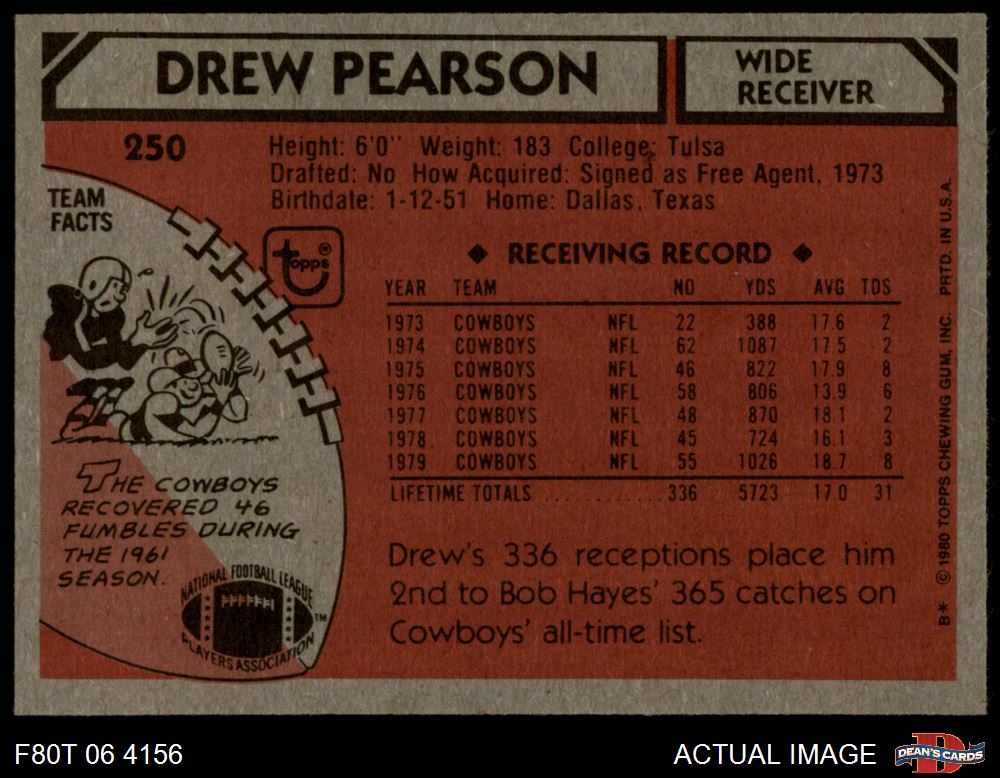 DREW PEARSON
WIDE
RECEIVER
250
Height: 6'0" Weight: 183 College: Tulsa
Drafted: No How Acquired: Signed as Free Agent, 1973
Birthdate: 1-12-51 Home: Dallas, Texas
TEAM
FACTS
topps®
◆ RECEIVING RECORD ◆
YEAR TEAM NO YDS AVG TDS
1973 COWBOYS NFL 22 388 17.6 2
1974 COWBOYS NFL 62 1087 17.5 2
1975 COWBOYS NFL 46 822 17.9 8
1976 COWBOYS NFL 58 806 13.9 6
1977 COWBOYS NFL 48 870 18.1 2
1978 COWBOYS NFL 45 724 16.1 3
1979 COWBOYS NFL 55 1026 18.7 8
LIFETIME TOTALS .......... 336 5723 17.0 31
THE COWBOYS
RECOVERED 46
FUMBLES DURING
THE 1961
SEASON.
NATIONAL FOOTBALL LEAGUE
PLAYERS ASSOCIATION
TM
Drew's 336 receptions place him
2nd to Bob Hayes' 365 catches on
Cowboys' all-time list.
B* © 1980 TOPPS CHEWING GUM, INC. PRTD. IN U.S.A.
F80T 06 4156
ACTUAL IMAGE
DEAN'S CARDS